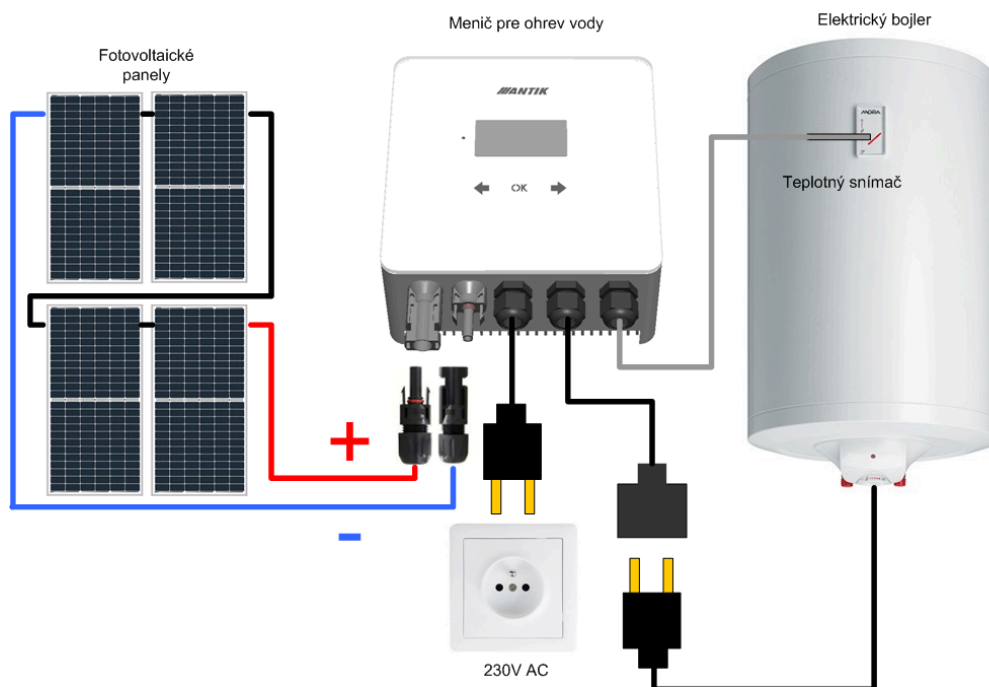 Menič pre ohrev vody
Elektrický bojler
Fotovoltaické
panely
ANTIK
OK
MORA
Teplotný snímač
+
-
230V AC